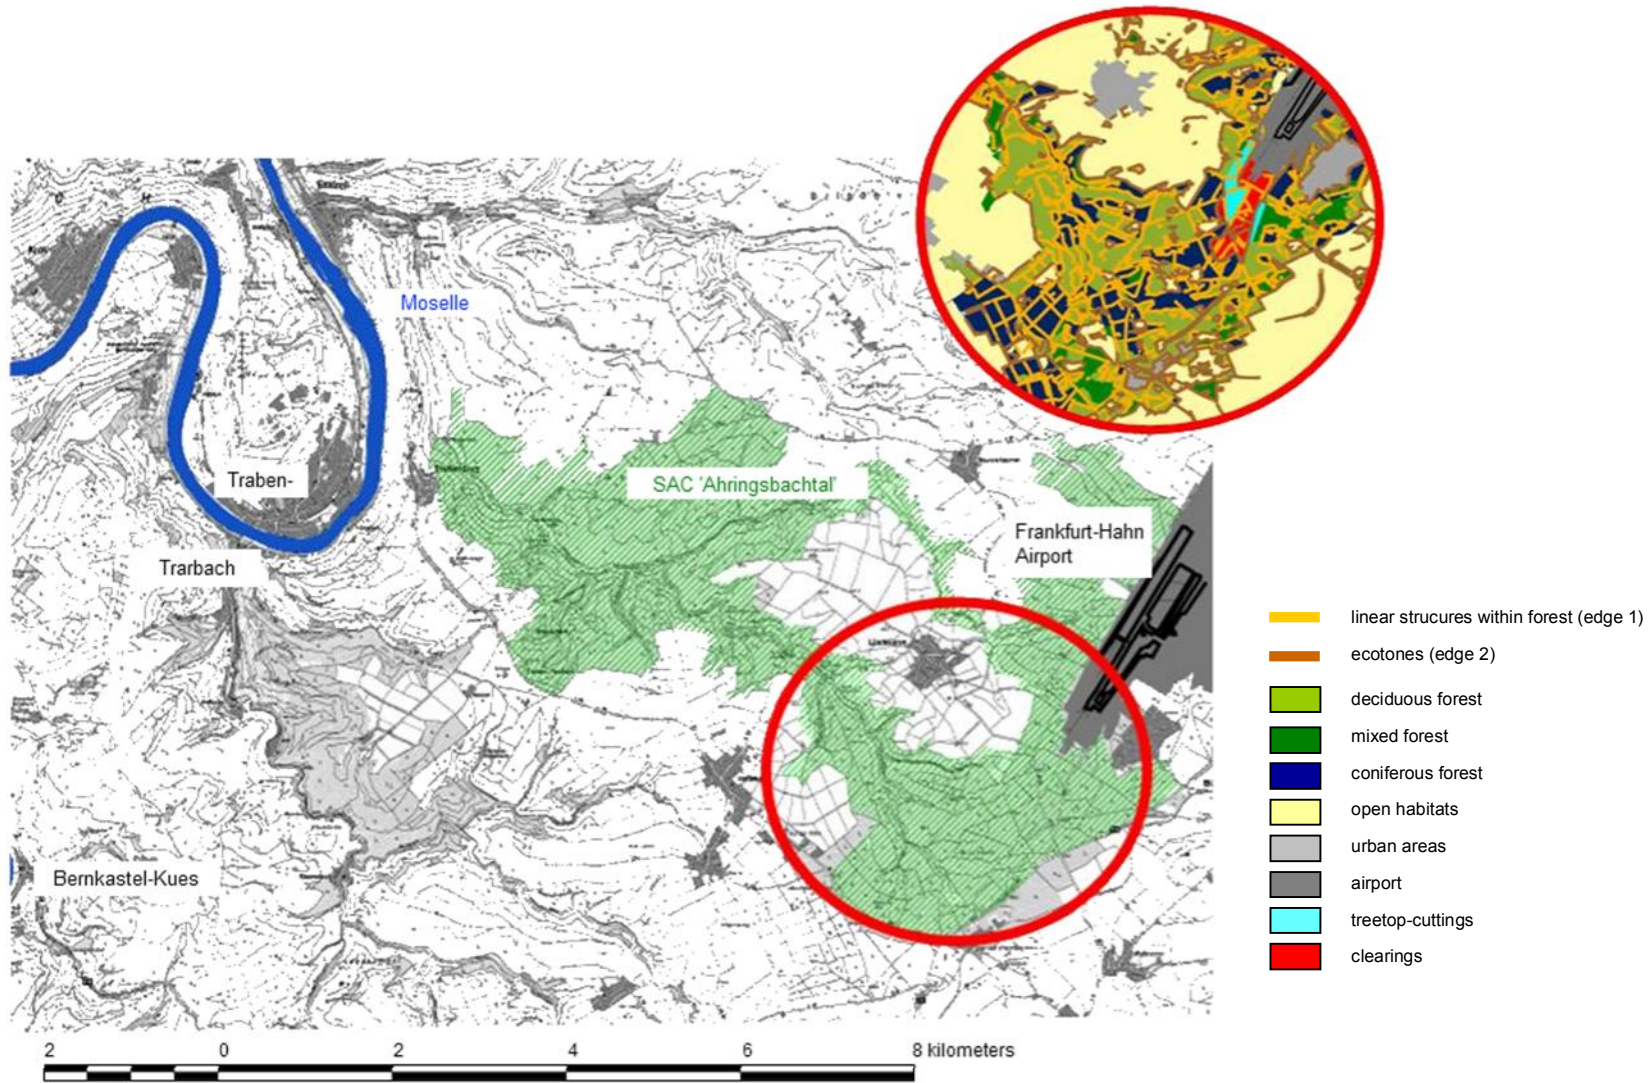 Moselle
Traben-
SAC 'Ahringsbachtal'
Frankfurt-Hahn
Airport
Trarbach
Bernkastel-Kues
linear strucures within forest (edge 1)
ecotones (edge 2)
deciduous forest
mixed forest
coniferous forest
open habitats
urban areas
airport
treetop-cuttings
clearings
2 0 2 4 6 8 kilometers